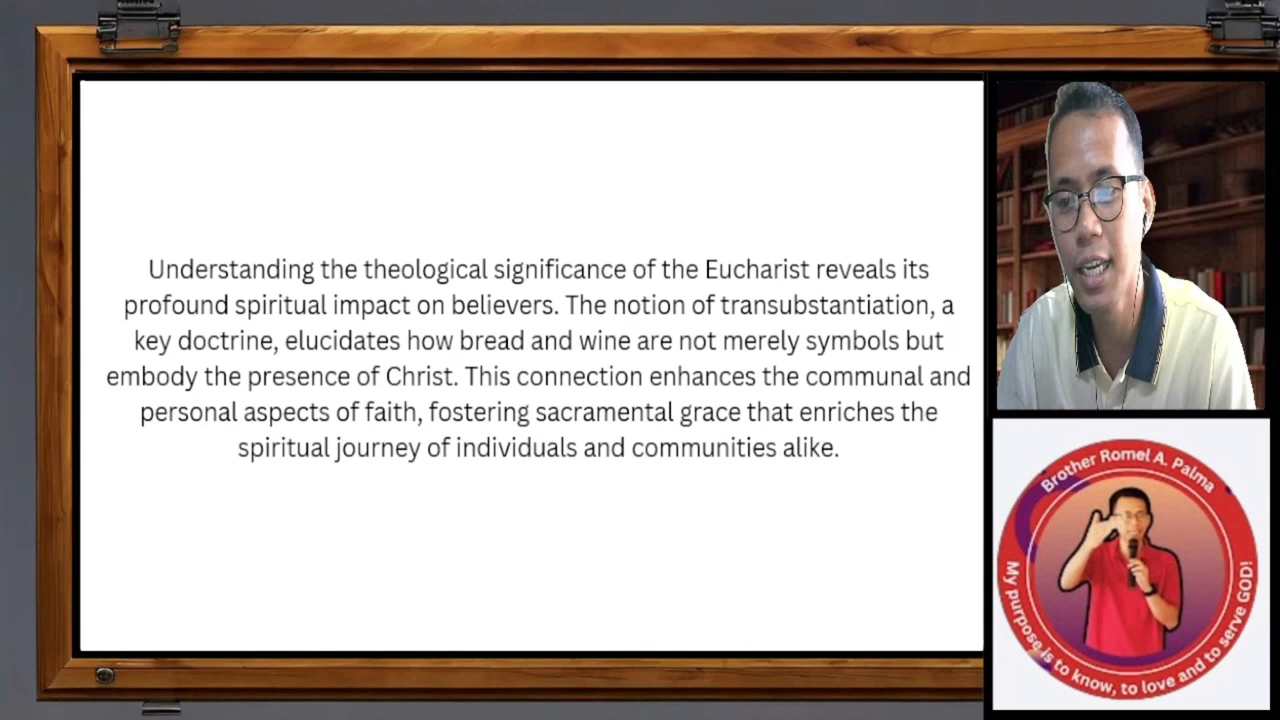 Understanding the theological significance of the Eucharist reveals its
profound spiritual impact on believers. The notion of transubstantiation, a
key doctrine, elucidates how bread and wine are not merely symbols but
embody the presence of Christ. This connection enhances the communal and
personal aspects of faith, fostering sacramental grace that enriches the
spiritual journey of individuals and communities alike.
Brother Romel A. Palma
My purpose is to know, to love and to serve GOD!